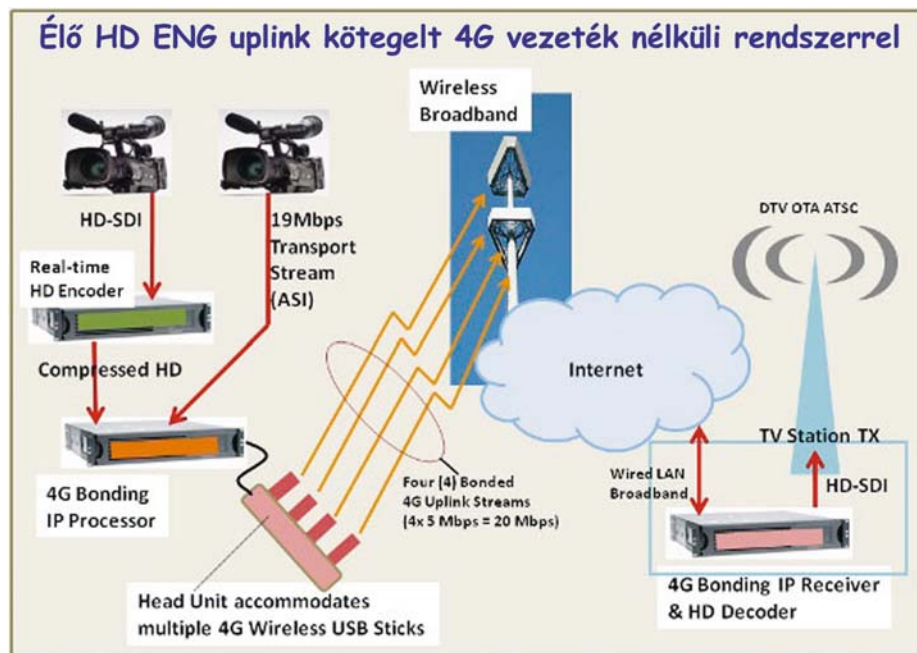 Élő HD ENG uplink kötegelt 4G vezeték nélküli rendszerrel
Wireless
Broadband
HD-SDI
19Mbps
Transport
Stream
(ASI)
Real-time
HD Encoder
Compressed HD
4G Bonding
IP Processor
Four (4) Bonded
4G Uplink Streams
(4x 5 Mbps = 20 Mbps)
Head Unit accommodates
multiple 4G Wireless USB Sticks
Internet
DTV OTA ATSC
TV Station TX
Wired LAN
Broadband
HD-SDI
4G Bonding IP Receiver
& HD Decoder